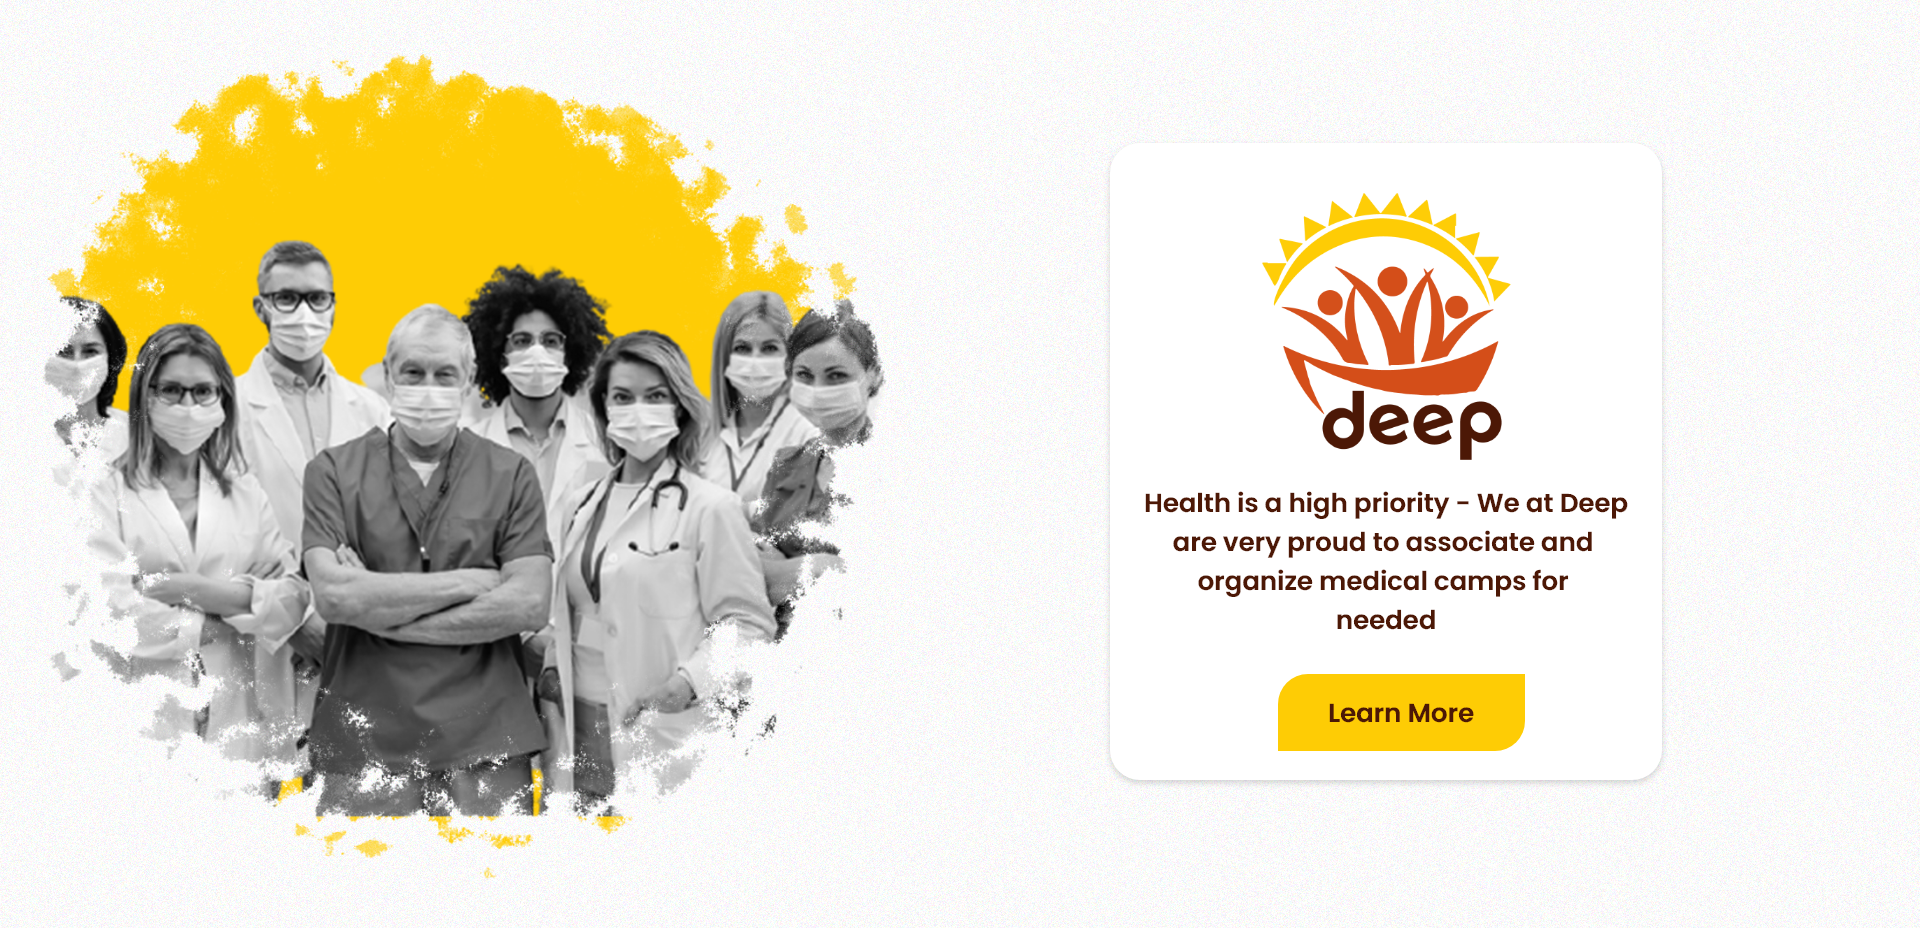 deep
Health is a high priority - We at Deep
are very proud to associate and
organize medical camps for
needed
Learn More